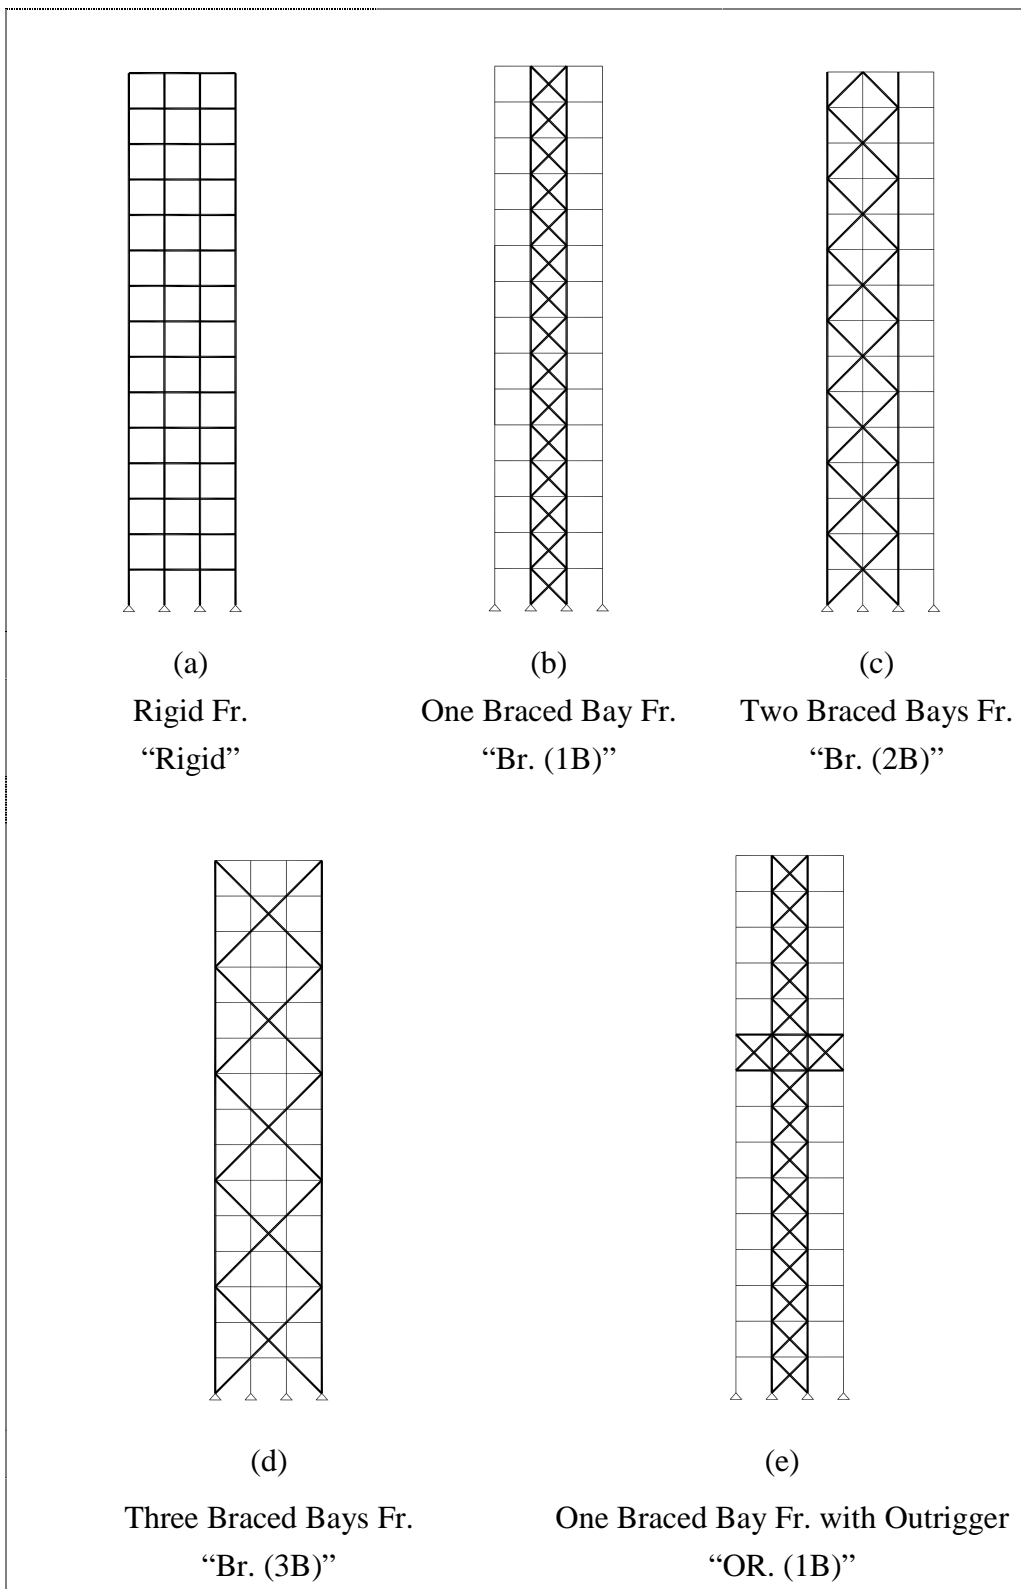 (a)
Rigid Fr.
“Rigid”
(b)
One Braced Bay Fr.
“Br. (1B)”
(c)
Two Braced Bays Fr.
“Br. (2B)”
(d)
Three Braced Bays Fr.
“Br. (3B)”
(e)
One Braced Bay Fr. with Outrigger
“OR. (1B)”